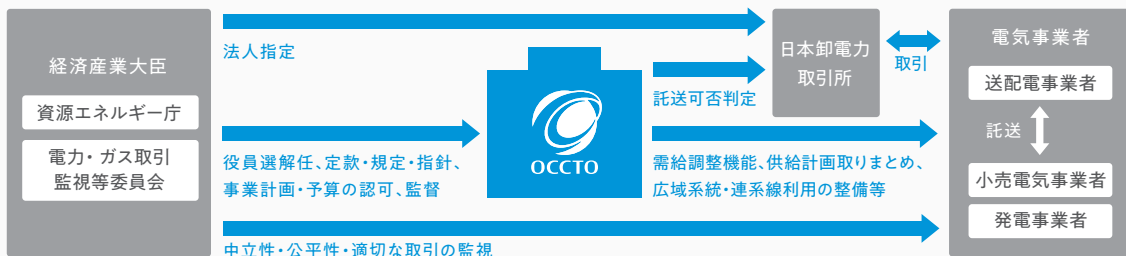 経済産業大臣
資源エネルギー庁
電力・ガス取引
監視等委員会
法人指定
役員選解任、定款・規定・指針、
事業計画・予算の認可、監督
中立性・公平性・適切な取引の監視
OCCTO
託送可否判定
需給調整機能、供給計画取りまとめ、
広域系統・連系線利用の整備等
日本卸電力
取引所
取引
電気事業者
送配電事業者
託送
小売電気事業者
発電事業者